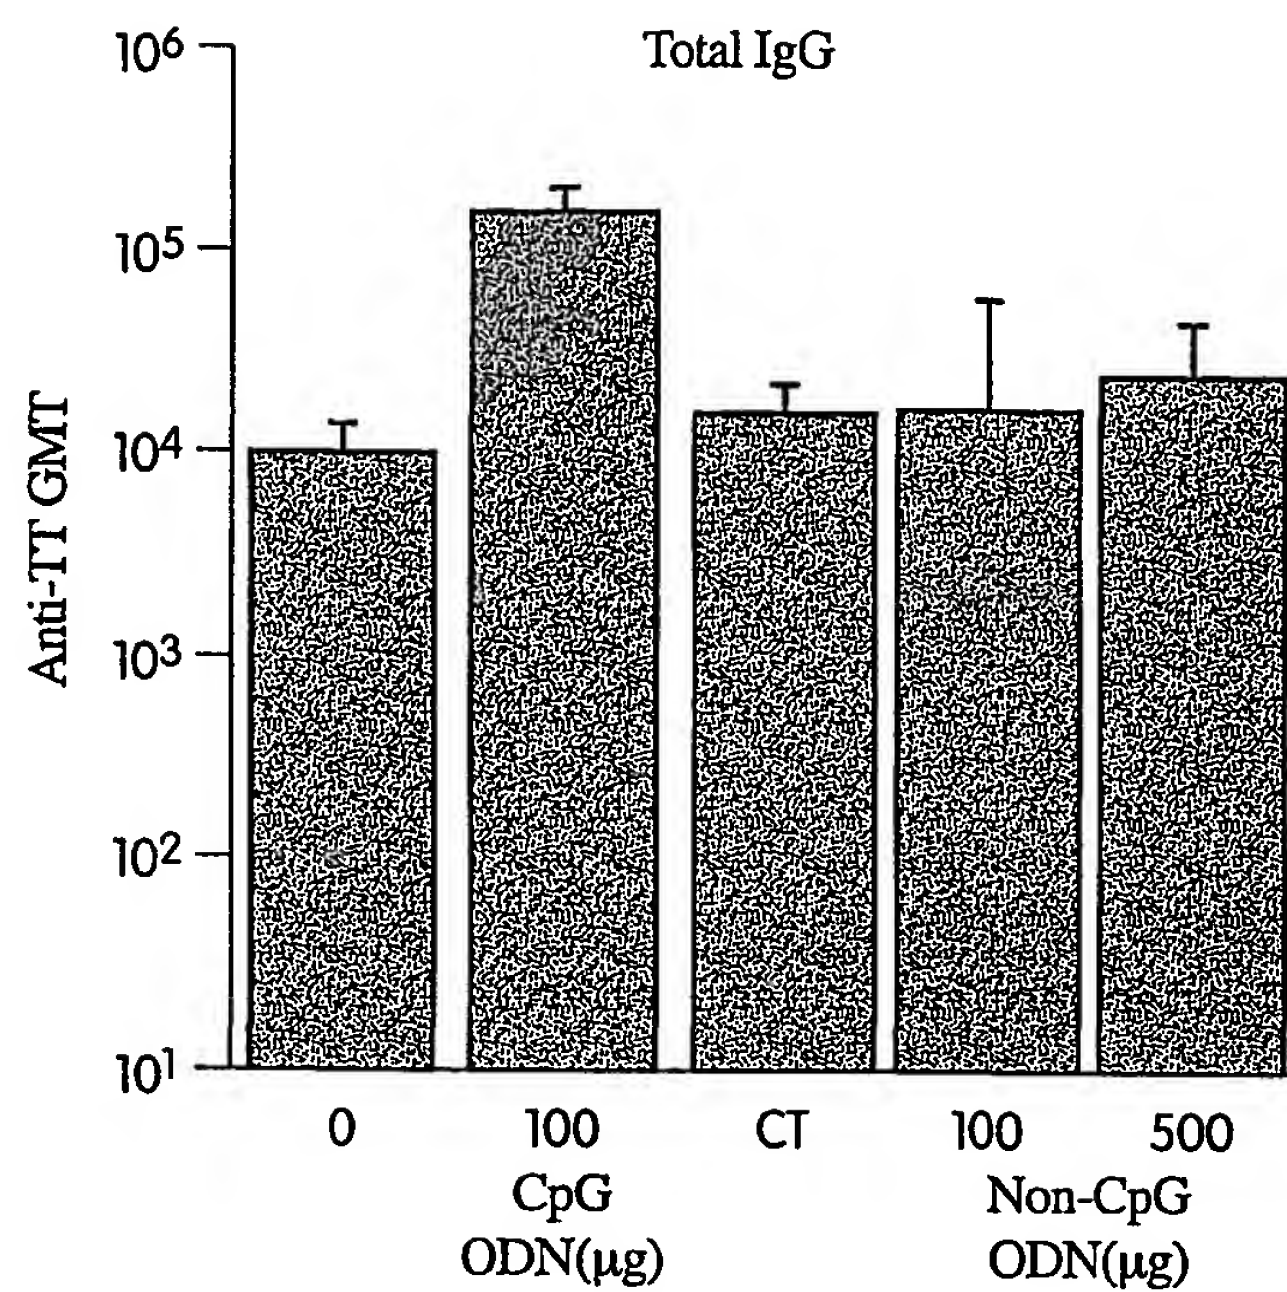 Total IgG
Anti-TT GMT
10⁶
10⁵
10⁴
10³
10²
10¹
0 100 CT 100 500
CpG Non-CpG
ODN(μg) ODN(μg)